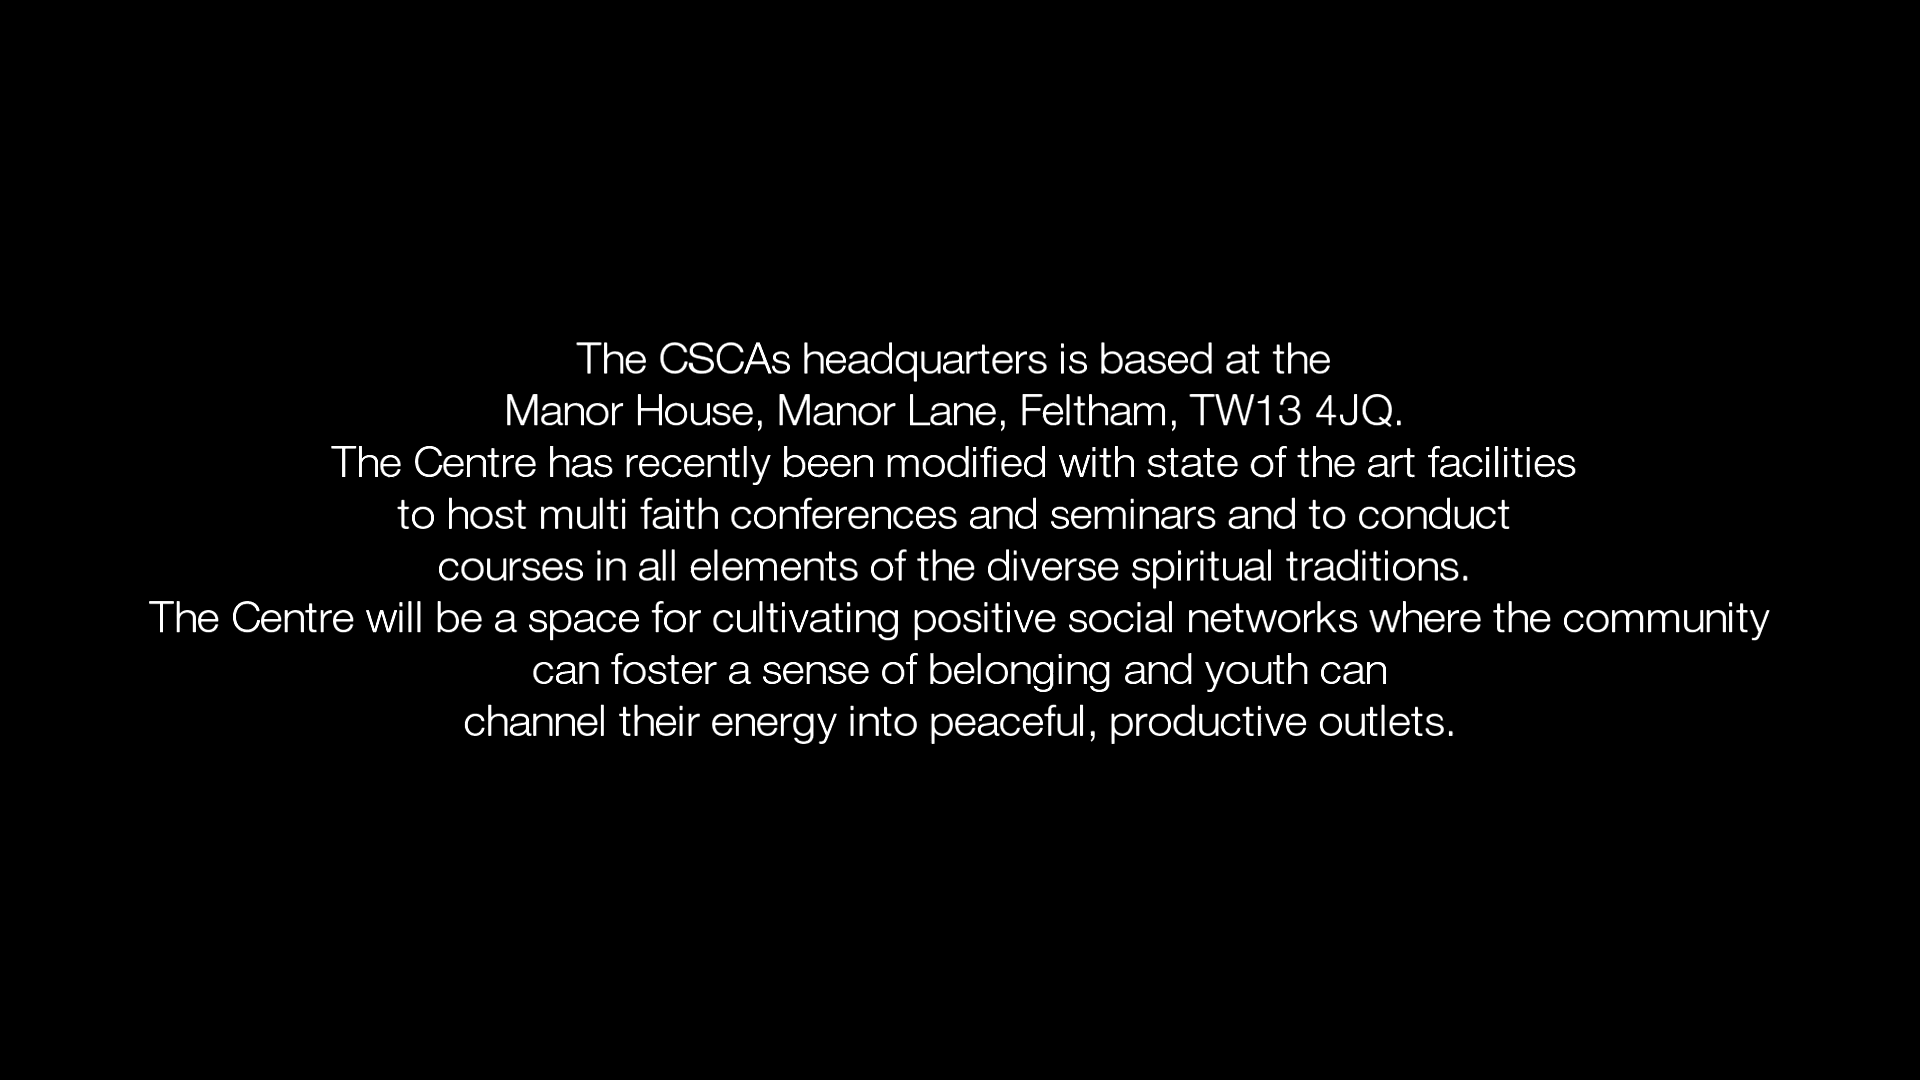 The CSCAs headquarters is based at the
Manor House, Manor Lane, Feltham, TW13 4JQ.
The Centre has recently been modified with state of the art facilities
to host multi faith conferences and seminars and to conduct
courses in all elements of the diverse spiritual traditions.
The Centre will be a space for cultivating positive social networks where the community
can foster a sense of belonging and youth can
channel their energy into peaceful, productive outlets.